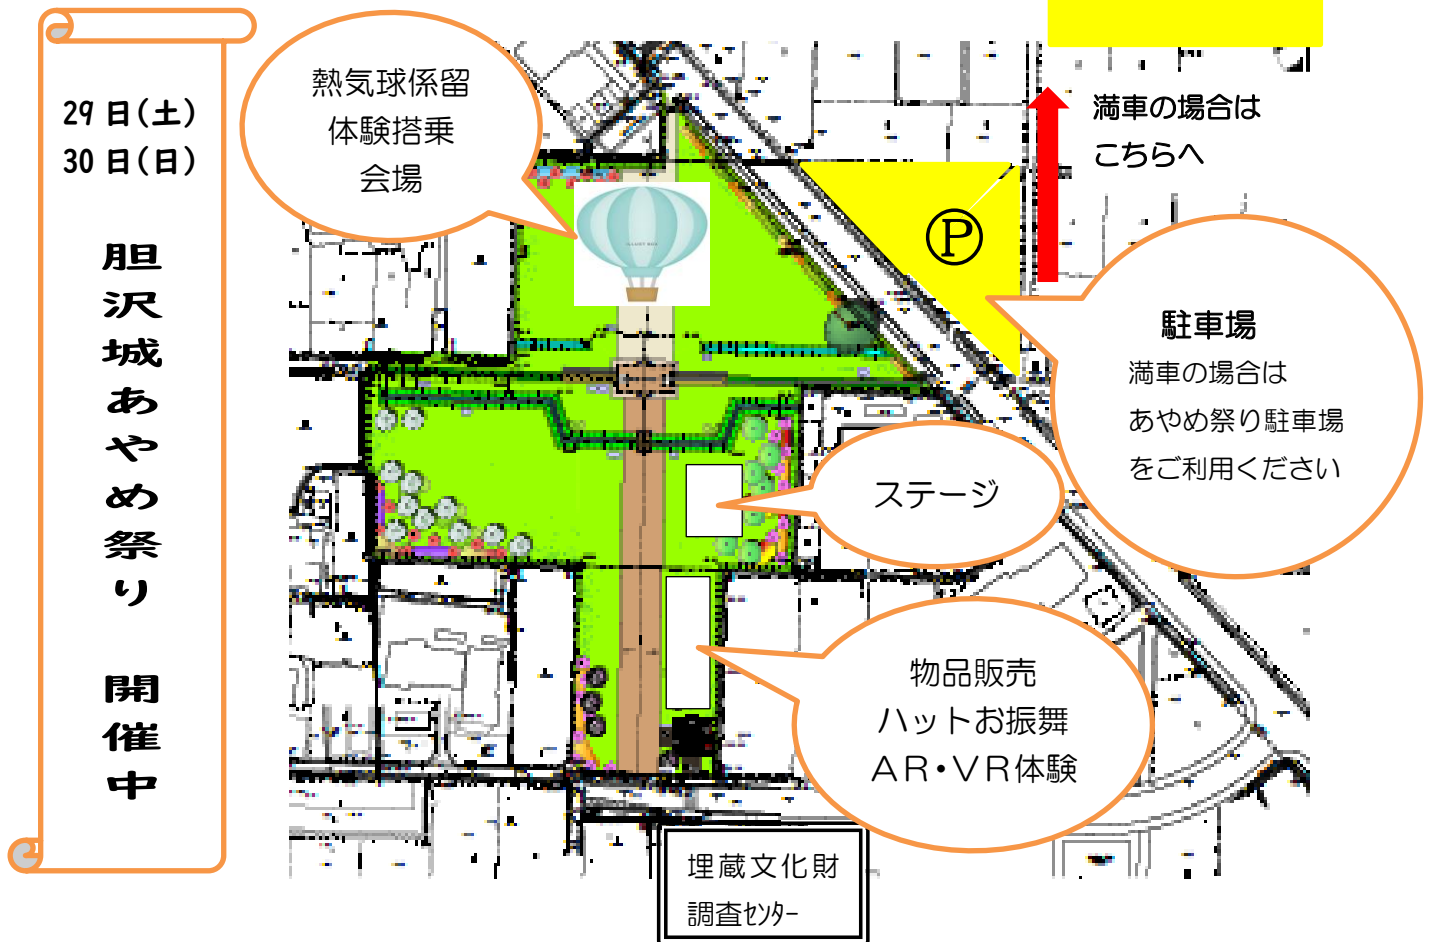 29日(土)
30日(日)
胆沢城あやめ祭り 開催中
熱気球係留
体験搭乗
会場
満車の場合は
こちらへ
P
駐車場
満車の場合は
あやめ祭り駐車場
をご利用ください
ステージ
物品販売
ハットお振舞
AR・VR体験
埋蔵文化財
調査ｾﾝﾀｰ